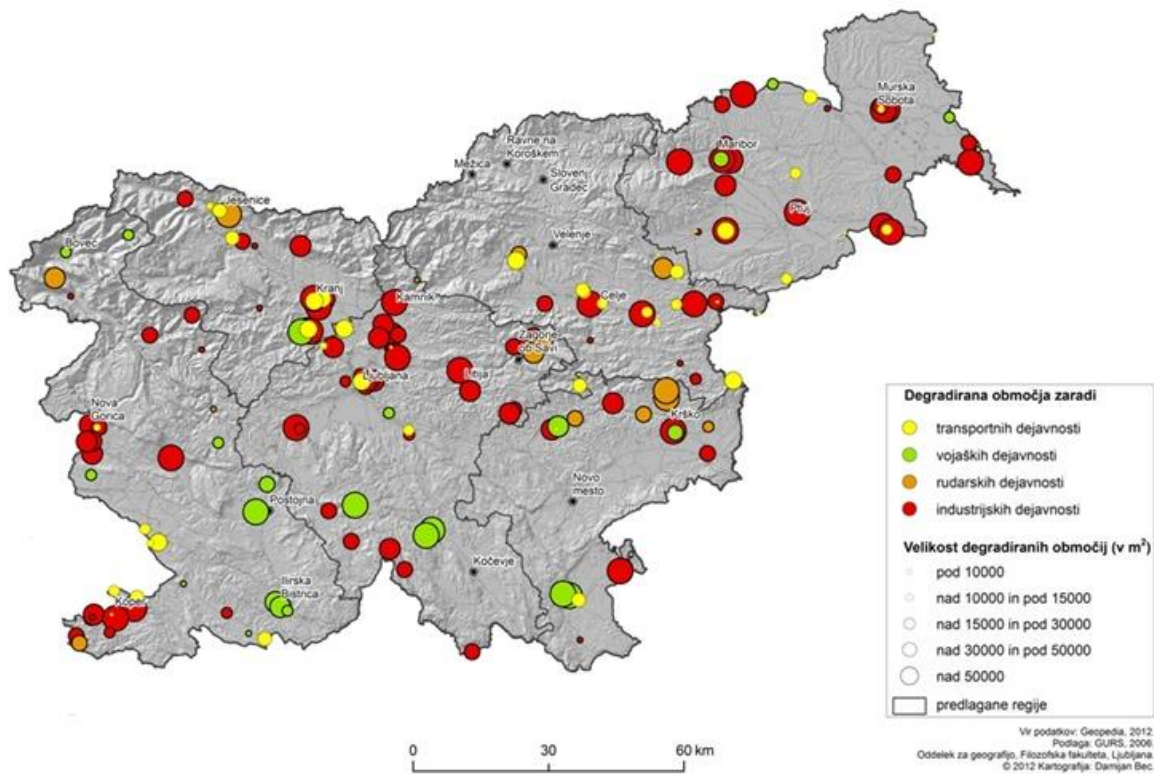 Murska
Sobota
Maribor
Ravne na
Koroškem
Mežica
Slovenj
Gradec
Jesenice
Ptuj
Bovec
Velenje
Kranj
Kamnik
Celje
Zagorje
ob Savi
Ljubljana
Litija
Nova
Gorica
Krško
Novo
mesto
Postojna
Kočevje
Ilirska
Bistrica
Koper
Degradirana območja zaradi
transportnih dejavnosti
vojaških dejavnosti
rudarskih dejavnosti
industrijskih dejavnosti
Velikost degradiranih območij (v m²)
pod 10000
nad 10000 in pod 15000
nad 15000 in pod 30000
nad 30000 in pod 50000
nad 50000
predlagane regije
Vir podatkov: Geopedia, 2012.
Podlaga: GURS, 2006.
Oddelek za geografijo, Filozofska fakulteta, Ljubljana.
© 2012 Kartografija: Damijan Bec.
0 30 60 km